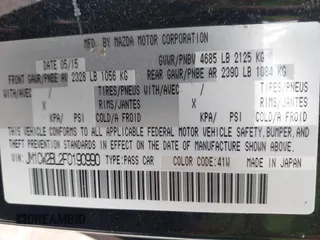 MFD BY MAZDA MOTOR CORPORATION
DATE 05/15 GVWR/PNBV 4685 LB 2125 KG
FRONT GAWR/PNBE AV 2328 LB 1056 KG REAR GAWR/PNBE AR 2390 LB 1084 KG
WITH/AVEC TIRES/PNEUS WITH/AVEC TIRES/PNEUS
X RIMS/JANTES X RIMS/JANTES
KPA/ PSI/ KPA/ PSI/
COLD/A FROID COLD/A FROID
THIS VEHICLE CONFORMS TO ALL APPLICABLE FEDERAL MOTOR VEHICLE SAFETY, BUMPER, AND
THEFT PREVENTION STANDARDS IN EFFECT ON THE DATE OF MANUFACTURE SHOWN ABOVE.
VIN: TYPE: PASS CAR COLOR CODE: 41W MADE IN JAPAN
DREAMBID